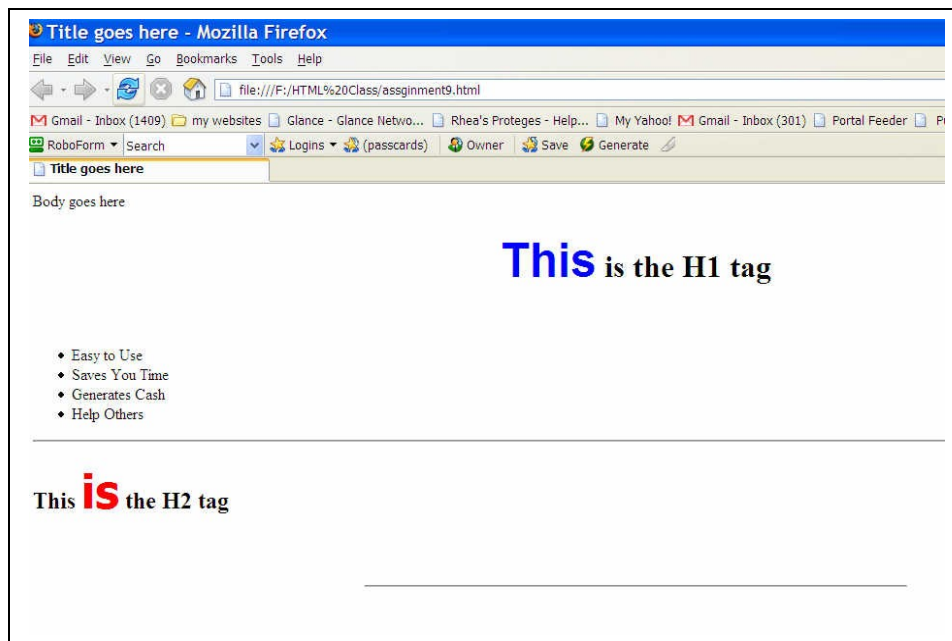 Title goes here - Mozilla Firefox
File Edit View Go Bookmarks Tools Help
file:///F:/HTML%20Class/assginment9.html
Gmail - Inbox (1409) my websites Glance - Glance Netwo... Rhea's Proteges - Help... My Yahoo! Gmail - Inbox (301) Portal Feeder
RoboForm Search Logins (passcards) Owner Save Generate
Title goes here
Body goes here
This is the H1 tag
Easy to Use
Saves You Time
Generates Cash
Help Others
This is the H2 tag